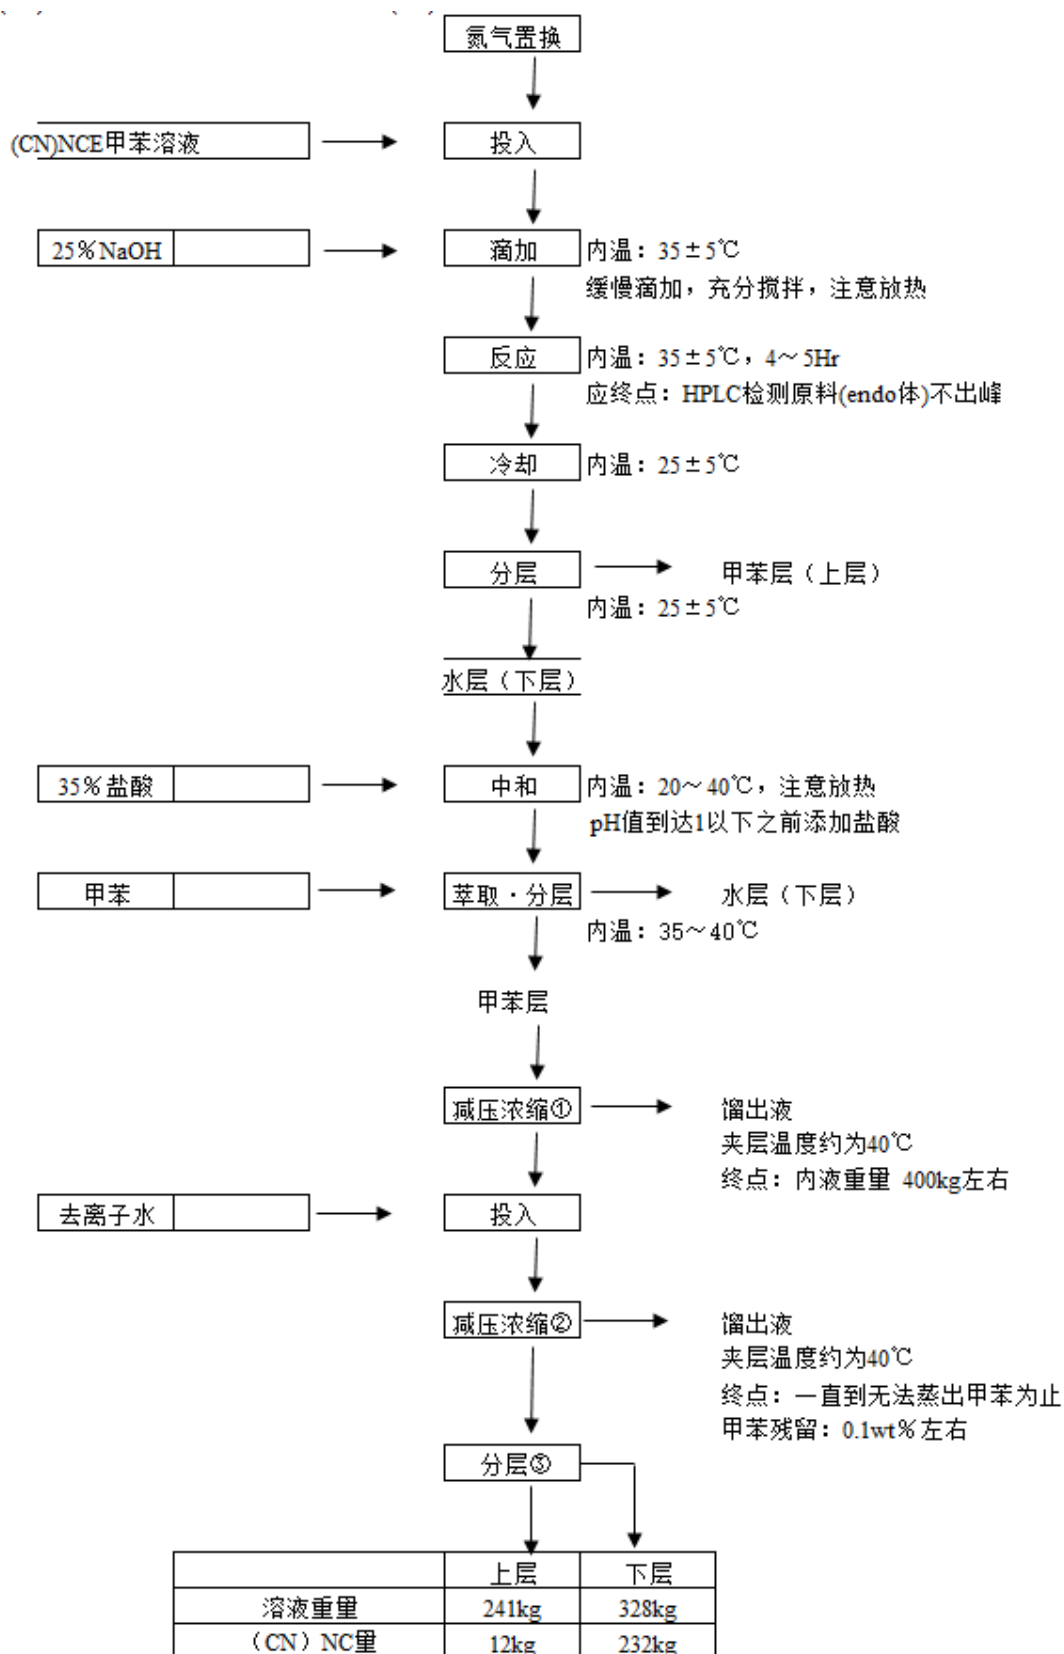 氮气置换
(CN)NCE甲苯溶液
投入
25%NaOH
滴加
内温：35±5℃
缓慢滴加，充分搅拌，注意放热
反应
内温：35±5℃，4～5Hr
应终点：HPLC检测原料(endo体)不出峰
冷却
内温：25±5℃
分层
甲苯层（上层）
内温：25±5℃
水层（下层）
35%盐酸
中和
内温：20～40℃，注意放热
pH值到达1以下之前添加盐酸
甲苯
萃取·分层
水层（下层）
内温：35～40℃
甲苯层
减压浓缩①
馏出液
夹层温度约为40℃
终点：内液重量 400kg左右
去离子水
投入
减压浓缩②
馏出液
夹层温度约为40℃
终点：一直到无法蒸出甲苯为止
甲苯残留：0.1wt%左右
分层③
上层 下层
溶液重量 241kg 328kg
（CN）NC量 12kg 232kg